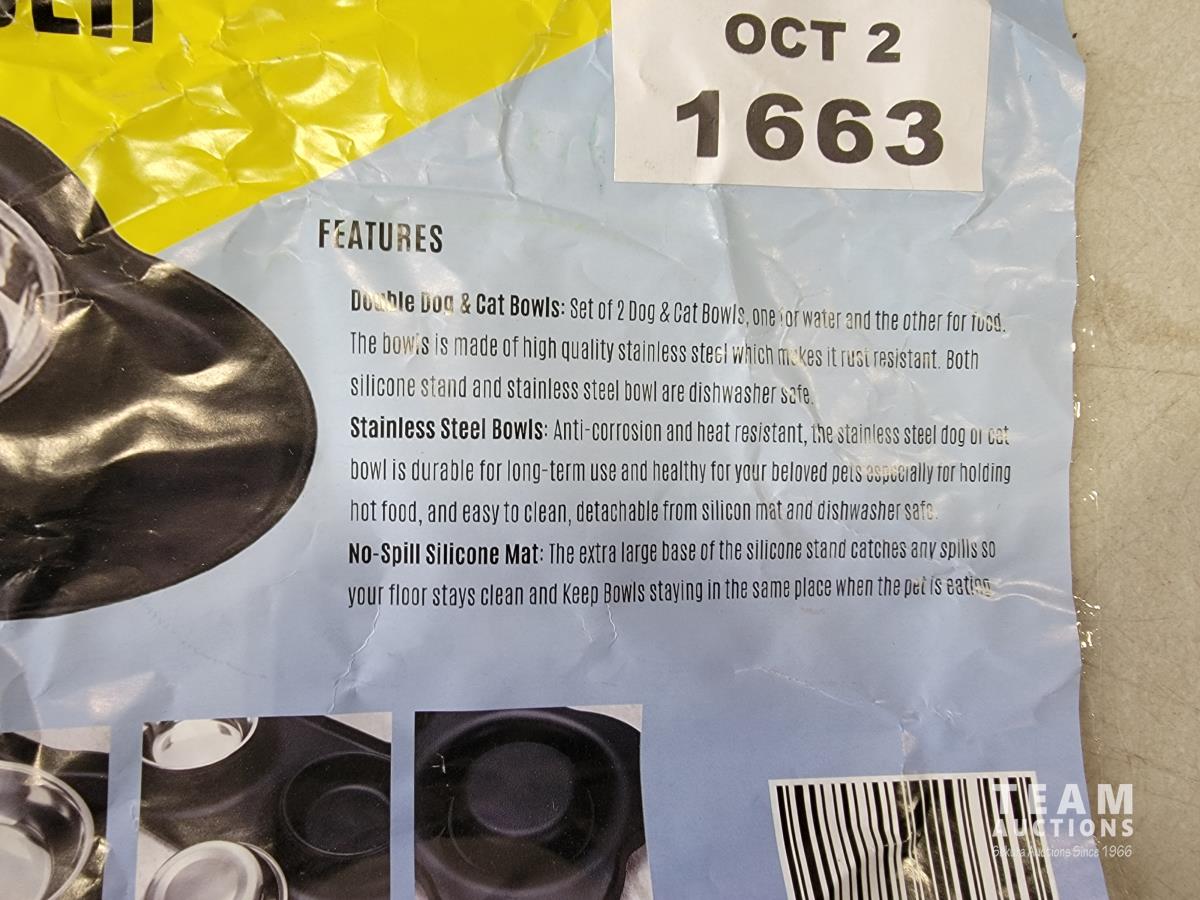 OCT 2
1663
FEATURES
Double Dog & Cat Bowls: Set of 2 Dog & Cat Bowls, one for water and the other for food.
The bowls is made of high quality stainless steel which makes it rust resistant. Both
silicone stand and stainless steel bowl are dishwasher safe.
Stainless Steel Bowls: Anti-corrosion and heat resistant, the stainless steel dog or cat
bowl is durable for long-term use and healthy for your beloved pets especially for holding
hot food, and easy to clean, detachable from silicon mat and dishwasher safe.
No-Spill Silicone Mat: The extra large base of the silicone stand catches any spills so
your floor stays clean and Keep Bowls staying in the same place when the pet is eating
TEAM
AUCTIONS
Auctions Since 1966